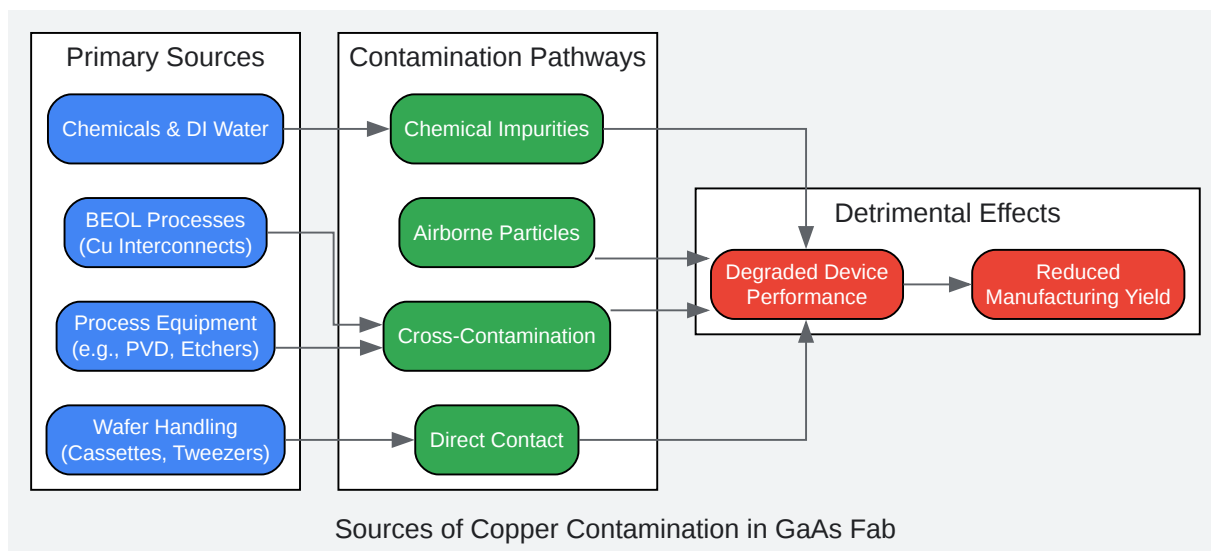 Primary Sources
Chemicals & DI Water
BEOL Processes
(Cu Interconnects)
Process Equipment
(e.g., PVD, Etchers)
Wafer Handling
(Cassettes, Tweezers)
Contamination Pathways
Chemical Impurities
Airborne Particles
Cross-Contamination
Direct Contact
Detrimental Effects
Degraded Device
Performance
Reduced
Manufacturing Yield
Sources of Copper Contamination in GaAs Fab